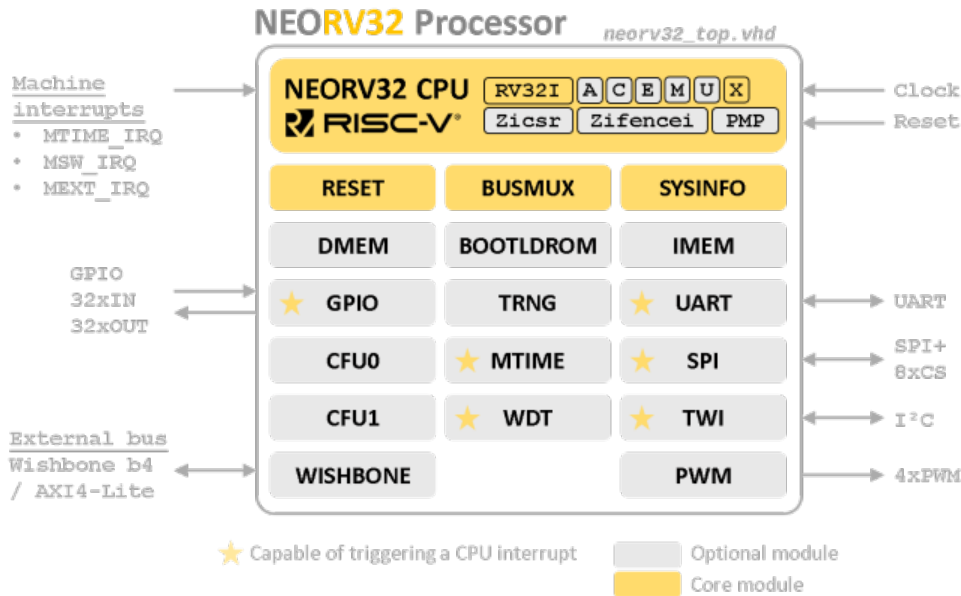 NEORV32 Processor
neorv32_top.vhd
Machine
interrupts
• MTIME_IRQ
• MSW_IRQ
• MEXT_IRQ
NEORV32 CPU
RV32I A C E M U X
RISC-V®
Zicsr Zifencei PMP
Clock
Reset
RESET BUSMUX SYSINFO
DMEM BOOTLDROM IMEM
GPIO
32xIN
32xOUT
GPIO TRNG UART
UART
CFU0 MTIME SPI
SPI+
8xCS
CFU1 WDT TWI
I²C
External bus
Wishbone b4
/ AXI4-Lite
WISHBONE PWM
4xPWM
Capable of triggering a CPU interrupt
Optional module
Core module